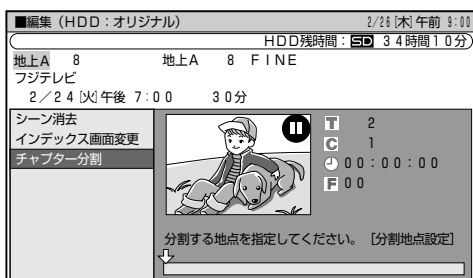 ■編集（HDD：オリジナル）　2/26[木]午前 9:00
HDD残時間：SD 34時間10分）
地上A　8　地上A　8　FINE
フジテレビ
2／24[火]午後 7：00　30分
シーン消去
インデックス画面変更
チャプター分割
T　2
C　1
00：00：00
F 00
分割する地点を指定してください。［分割地点設定］